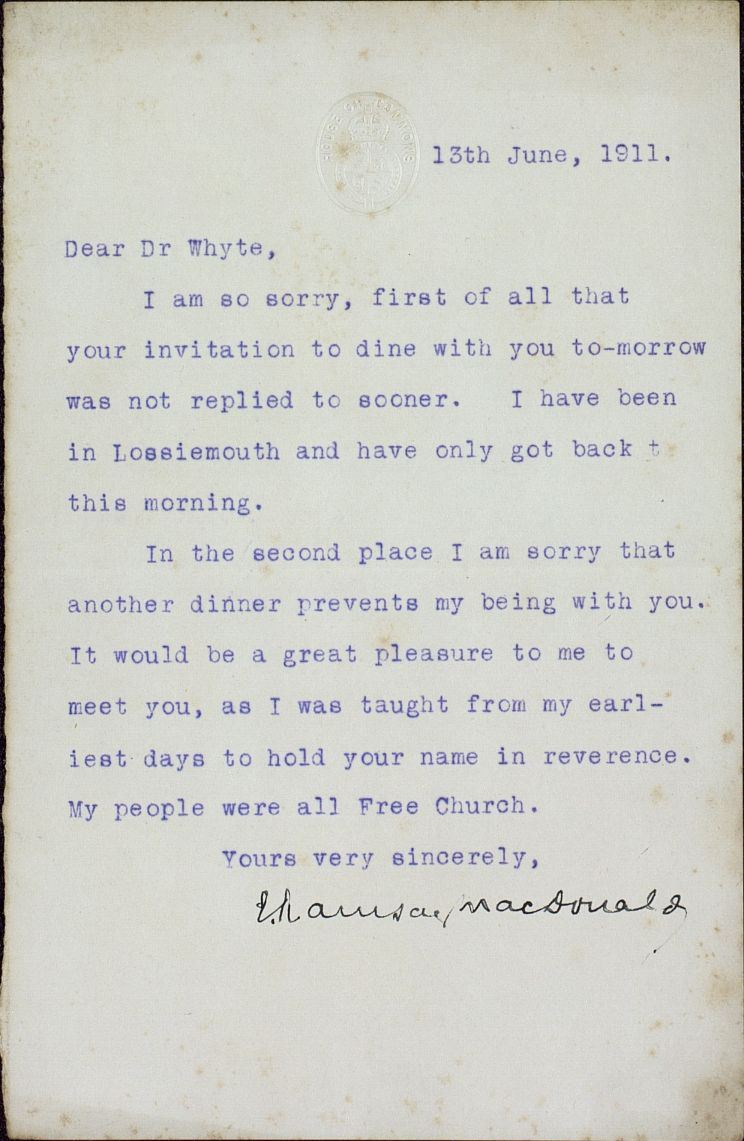 HOUSE OF COMMONS
13th June, 1911.
Dear Dr Whyte,
I am so sorry, first of all that
your invitation to dine with you to-morrow
was not replied to sooner. I have been
in Lossiemouth and have only got back t
this morning.
In the second place I am sorry that
another dinner prevents my being with you.
It would be a great pleasure to me to
meet you, as I was taught from my earl-
iest days to hold your name in reverence.
My people were all Free Church.
Yours very sincerely,
J. Ramsay MacDonald